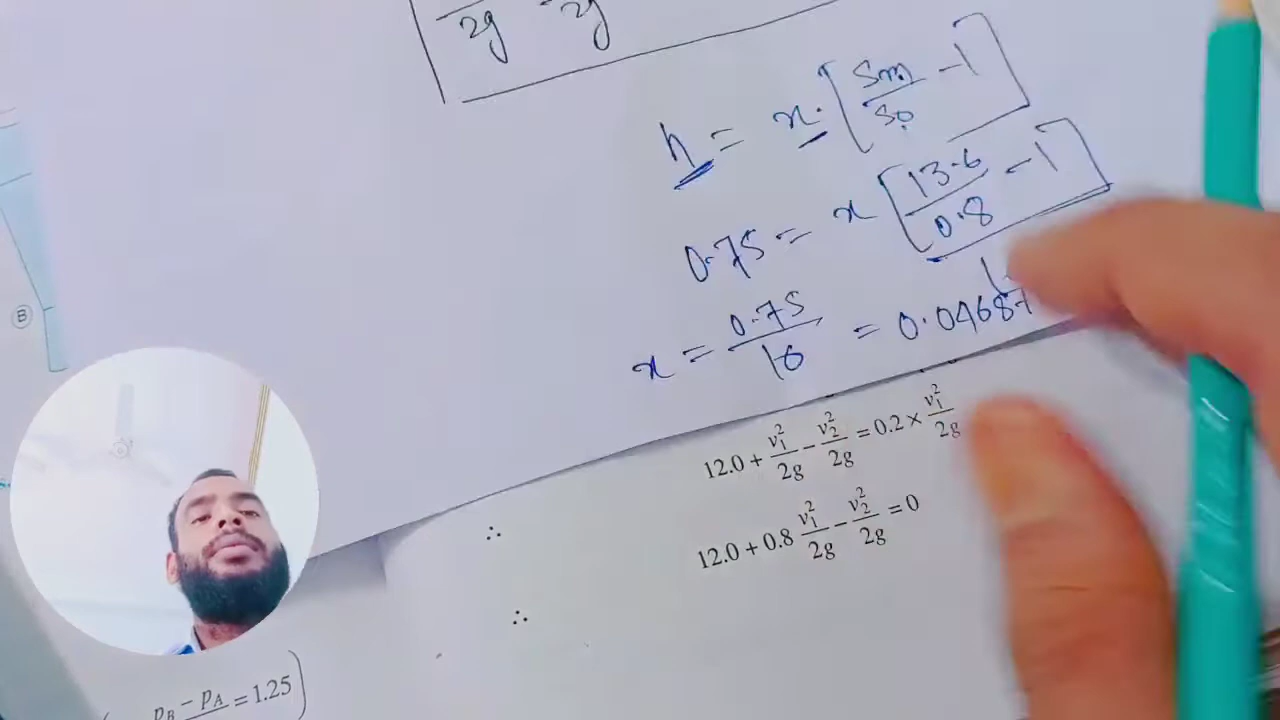 2g 2g
h = x · [ Sm/So − 1 ]
0.75 = x [ 13.6/0.8 − 1 ]
x = 0.75/16 = 0.04687
B
12.0 + v₁²/2g − v₂²/2g = 0.2 × v₁²/2g
∴ 12.0 + 0.8 v₁²/2g − v₂²/2g = 0
∴
pB − pA = 1.25 )